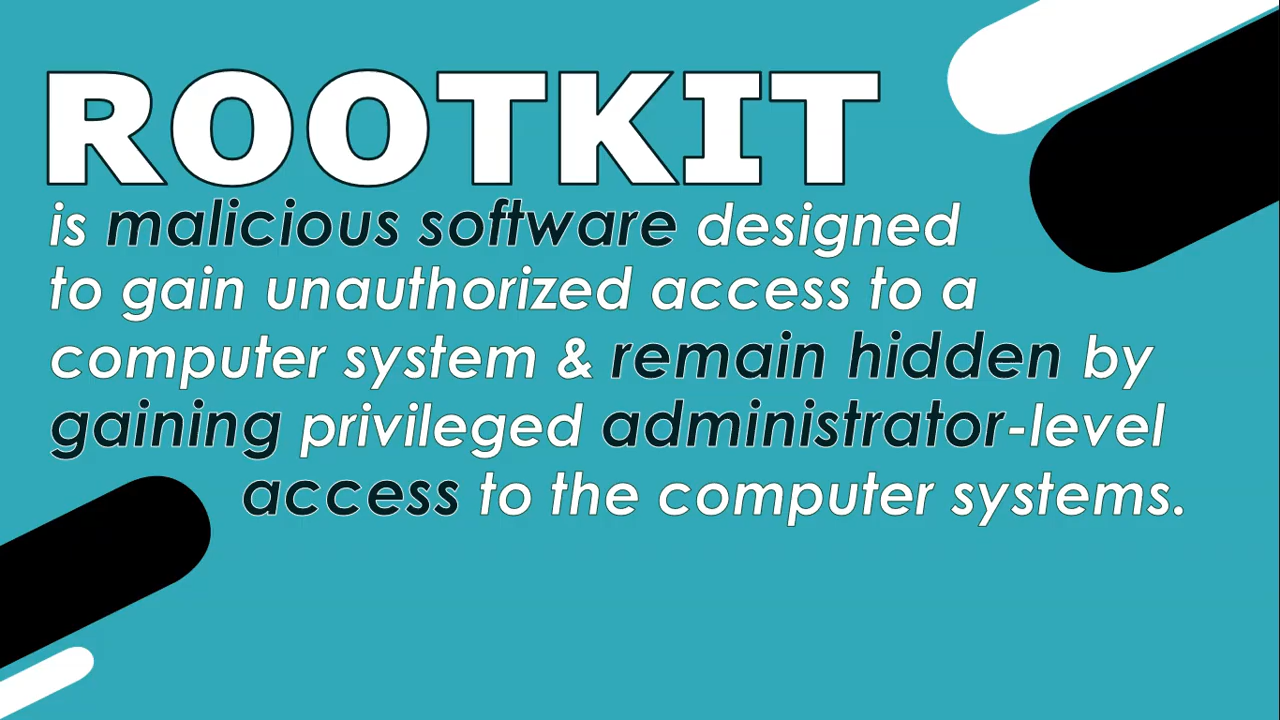 ROOTKIT
is malicious software designed
to gain unauthorized access to a
computer system & remain hidden by
gaining privileged administrator-level
access to the computer systems.